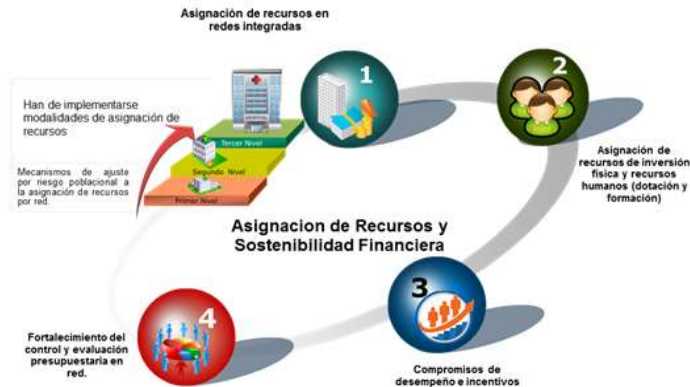 Asignación de recursos en
redes integradas
Han de implementarse
modalidades de asignación de
recursos
Mecanismos de ajuste
por riesgo poblacional a
la asignación de recursos
por red.
Tercer Nivel
Segundo Nivel
Primer Nivel
1
2
Asignación de
recursos de inversión
física y recursos
humanos (dotación y
formación)
Asignacion de Recursos y
Sostenibilidad Financiera
3
Compromisos de
desempeño e incentivos
4
Fortalecimiento del
control y evaluación
presupuestaria en
red.